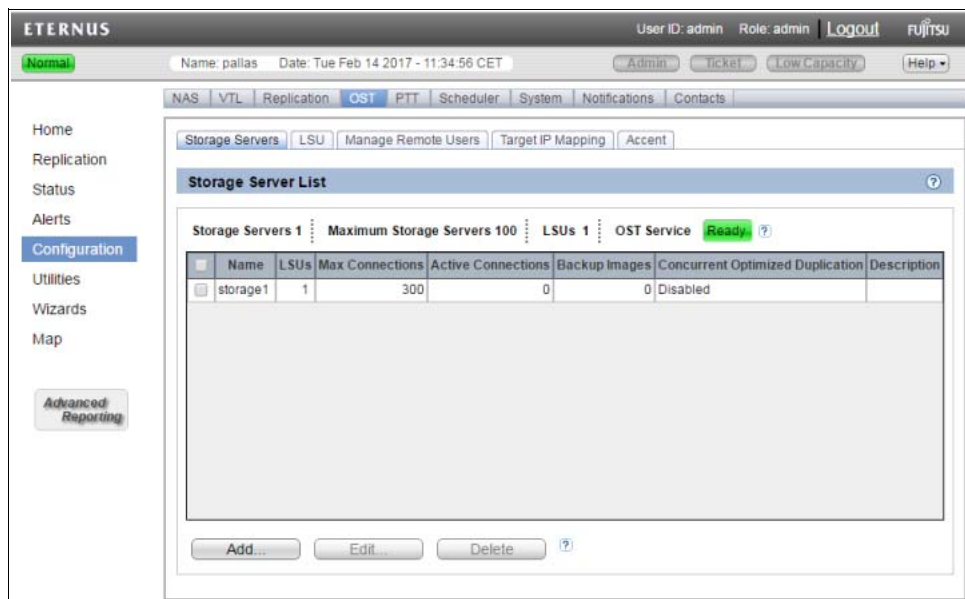 ETERNUS
User ID: admin Role: admin Logout FUJITSU
Normal Name: pallas Date: Tue Feb 14 2017 - 11:34:56 CET Admin Ticket Low Capacity Help
NAS VTL Replication OST PTT Scheduler System Notifications Contacts
Home
Replication
Status
Alerts
Configuration
Utilities
Wizards
Map
Advanced
Reporting
Storage Servers LSU Manage Remote Users Target IP Mapping Accent
Storage Server List ?
Storage Servers 1 Maximum Storage Servers 100 LSUs 1 OST Service Ready ?
Name LSUs Max Connections Active Connections Backup Images Concurrent Optimized Duplication Description
storage1 1 300 0 0 Disabled
Add... Edit... Delete ?